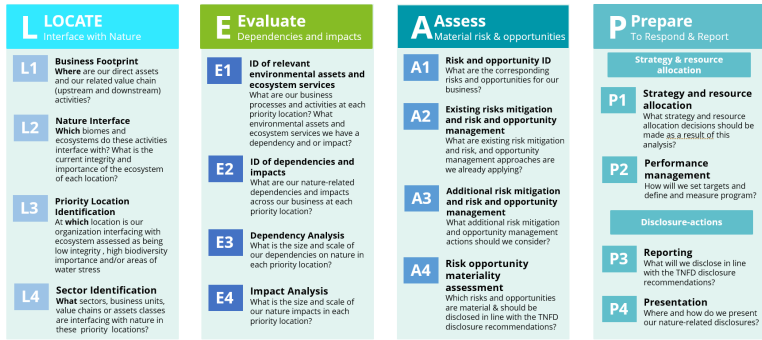 L LOCATE
Interface with Nature
L1
Business Footprint
Where are our direct assets
and our related value chain
(upstream and downstream)
activities?
L2
Nature Interface
Which biomes and
ecosystems do these activities
interface with? What is the
current integrity and
importance of the ecosystem
of each location?
L3
Priority Location
Identification
At which location is our
organization interfacing with
ecosystem assessed as being
low integrity , high biodiversity
importance and/or areas of
water stress
L4
Sector Identification
What sectors, business units,
value chains or assets classes
are interfacing with nature in
these priority locations?
E Evaluate
Dependencies and impacts
E1
ID of relevant
environmental assets and
ecosystem services
What are our business
processes and activities at each
priority location? What
environmental assets and
ecosystem services we have a
dependency and or impact?
E2
ID of dependencies and
impacts
What are our nature-related
dependencies and impacts
across our business at each
priority location?
E3
Dependency Analysis
What is the size and scale of
our dependencies on nature in
each priority location?
E4
Impact Analysis
What is the size and scale of
our nature impacts in each
priority location?
A Assess
Material risk & opportunities
A1
Risk and opportunity ID
What are the corresponding
risks and opportunities for our
business?
A2
Existing risks mitigation
and risk and opportunity
management
What are existing risk mitigation
and risk, and opportunity
management approaches are
we already applying?
A3
Additional risk mitigation
and risk and opportunity
management
What additional risk mitigation
and opportunity management
actions should we consider?
A4
Risk opportunity
materiality
assessment
Which risks and opportunities
are material & should be
disclosed in line with the TNFD
disclosure recommendations?
P Prepare
To Respond & Report
Strategy & resource
allocation
P1
Strategy and resource
allocation
What strategy and resource
allocation decisions should be
made as a result of this
analysis?
P2
Performance
management
How will we set targets and
define and measure program?
Disclosure-actions
P3
Reporting
What will we disclose in line
with the TNFD disclosure
recommendations?
P4
Presentation
Where and how do we present
our nature-related disclosures?